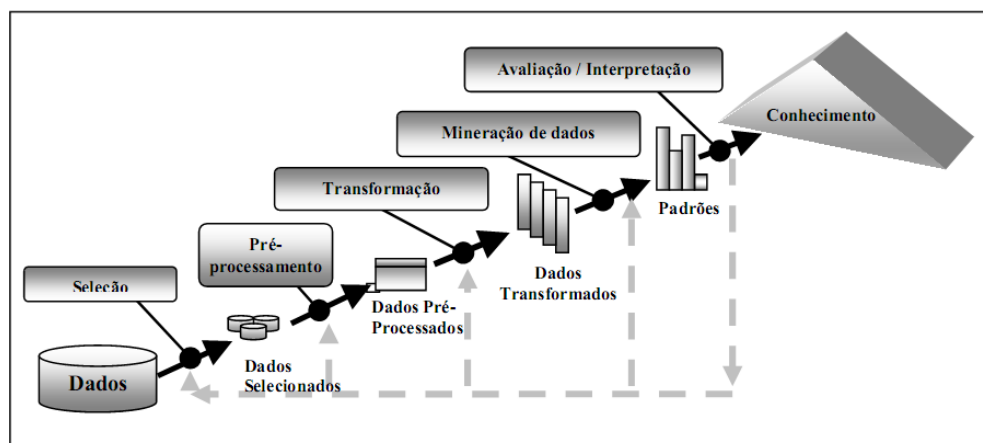 Avaliação / Interpretação
Conhecimento
Mineração de dados
Padrões
Transformação
Dados
Transformados
Pré-
processamento
Dados Pré-
Processados
Seleção
Dados
Selecionados
Dados